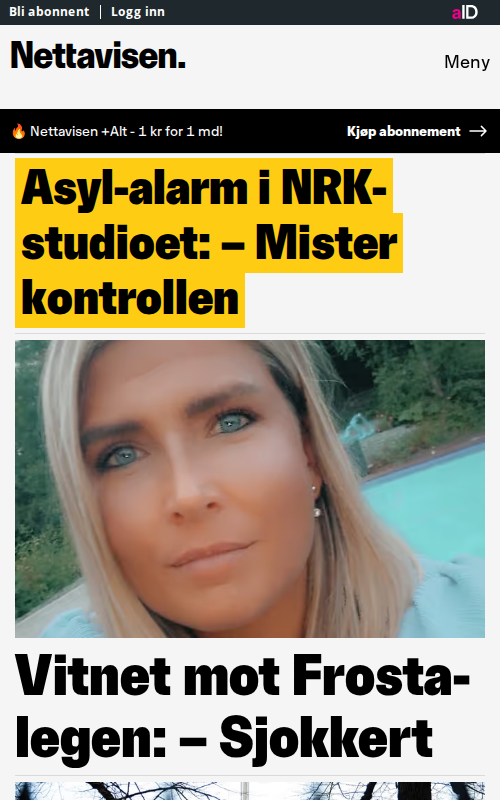 Bli abonnent | Logg inn
aID
Nettavisen.
Meny
🔥 Nettavisen +Alt - 1 kr for 1 md!
Kjøp abonnement →
Asyl-alarm i NRK-
studioet: – Mister
kontrollen
Vitnet mot Frosta-
legen: – Sjokkert